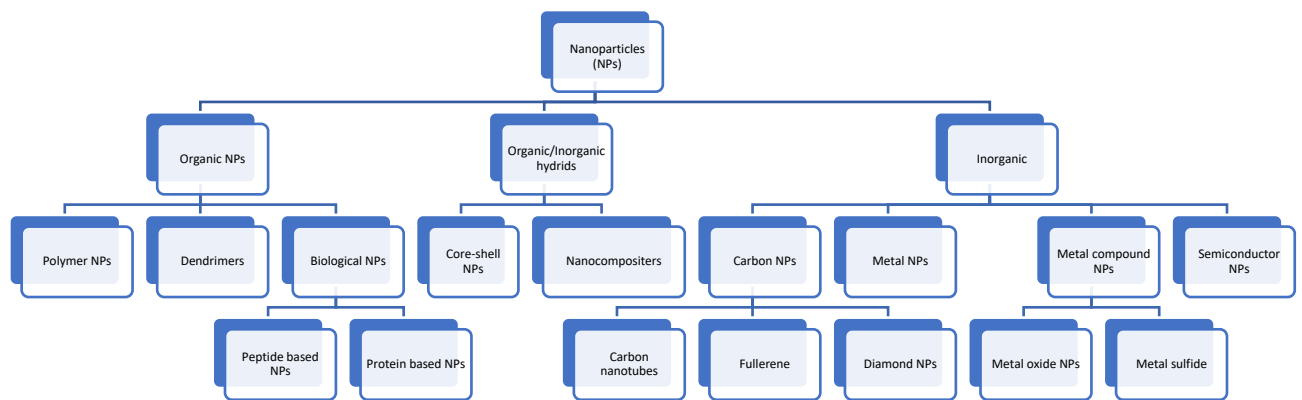 Nanoparticles
(NPs)
Organic NPs
Organic/Inorganic
hydrids
Inorganic
Polymer NPs
Dendrimers
Biological NPs
Core-shell
NPs
Nanocompositers
Carbon NPs
Metal NPs
Metal compound
NPs
Semiconductor
NPs
Peptide based
NPs
Protein based NPs
Carbon
nanotubes
Fullerene
Diamond NPs
Metal oxide NPs
Metal sulfide